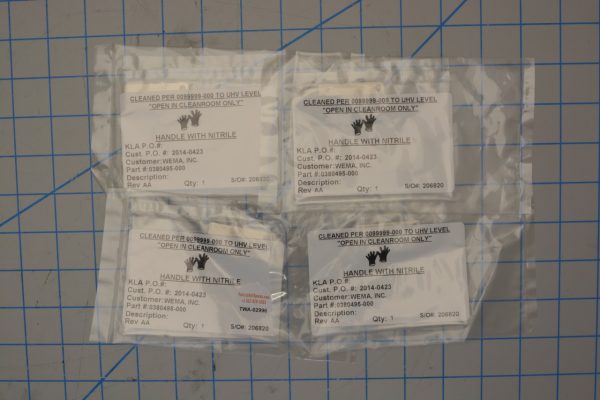 CLEANED PER 0099999-000 TO UHV LEVEL
"OPEN IN CLEANROOM ONLY"
HANDLE WITH NITRILE
KLA P.O.#:
Cust. P.O. #: 2014-0423
Customer:WEMA, INC.
Part #:0380495-000
Description:
Rev AA Qty: 1 S/O#: 206820
CLEANED PER 0099999-000 TO UHV LEVEL
"OPEN IN CLEANROOM ONLY"
HANDLE WITH NITRILE
KLA P.O.#:
Cust. P.O. #: 2014-0423
Customer:WEMA, INC.
Part #:0380495-000
Description:
Rev AA Qty: 1 S/O#: 206820
CLEANED PER 0099999-000 TO UHV LEVEL
"OPEN IN CLEANROOM ONLY"
HANDLE WITH NITRILE
KLA P.O.#:
Cust. P.O. #: 2014-0423
Customer:WEMA, INC.
Part #:0380495-000
TWA-02996
Description:
Rev AA Qty: 1 S/O#: 206820
CLEANED PER 0099999-000 TO UHV LEVEL
"OPEN IN CLEANROOM ONLY"
HANDLE WITH NITRILE
KLA P.O.#:
Cust. P.O. #: 2014-0423
Customer:WEMA, INC.
Part #:0380495-000
Description:
Rev AA Qty: 1 S/O#: 206820